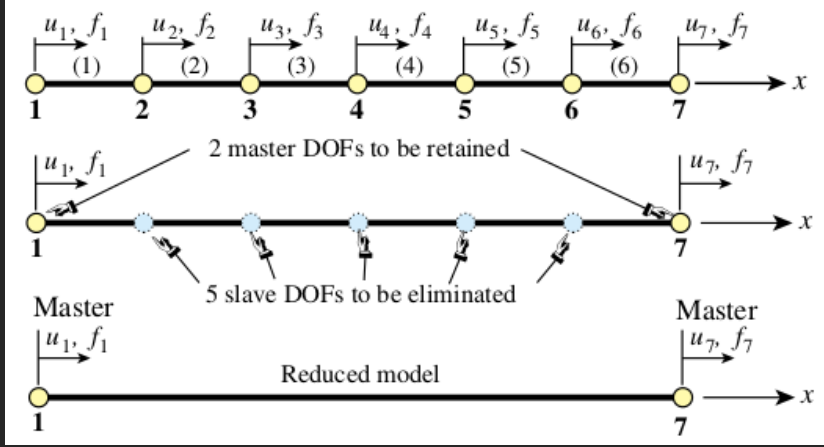 u1, f1 u2, f2 u3, f3 u4, f4 u5, f5 u6, f6 u7, f7
(1) (2) (3) (4) (5) (6)
x
1 2 3 4 5 6 7
2 master DOFs to be retained
u1, f1 u7, f7
x
1 7
5 slave DOFs to be eliminated
Master Master
u1, f1 u7, f7
Reduced model
x
1 7